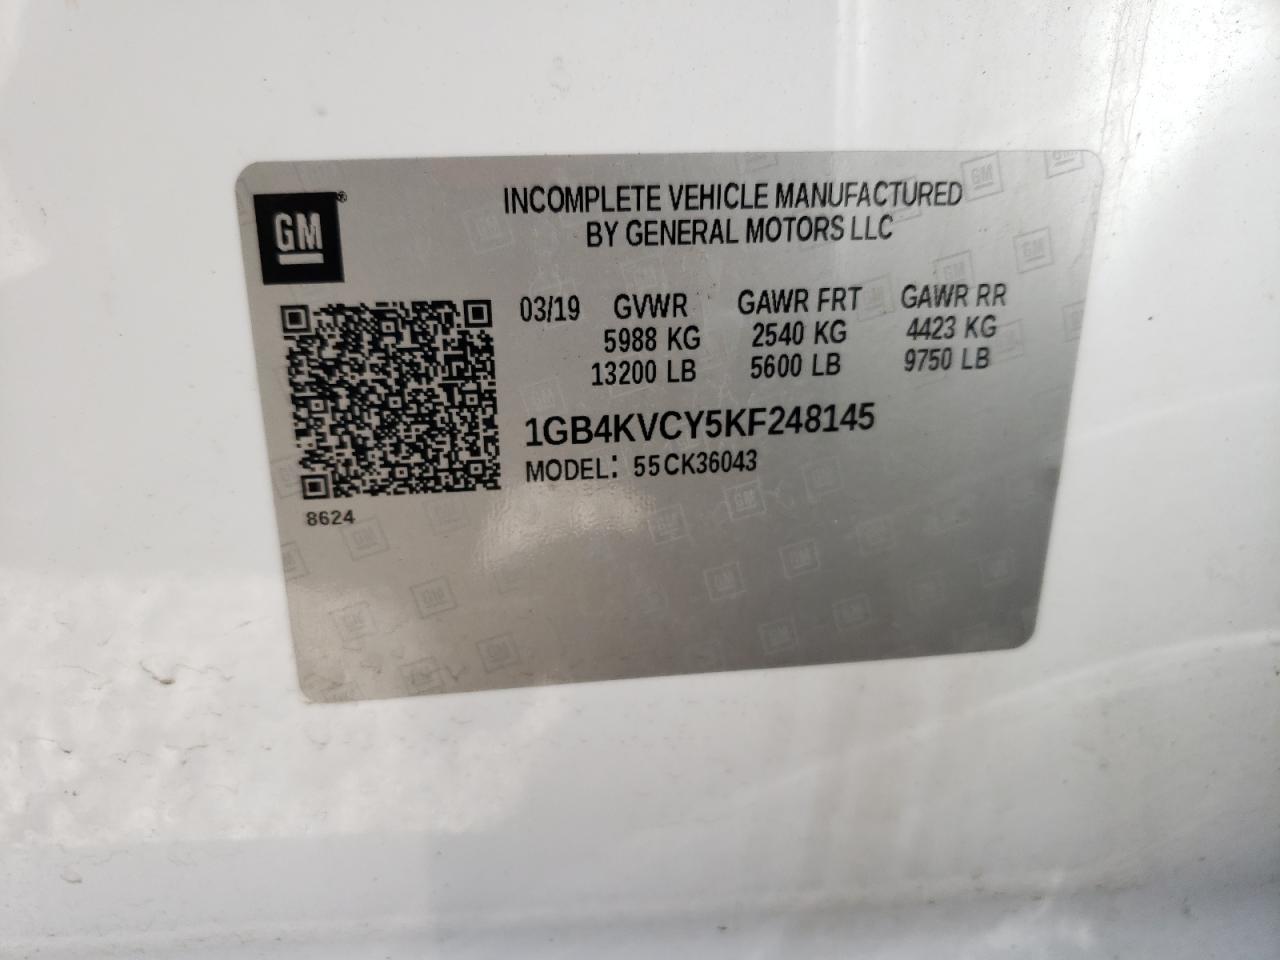 GM®
INCOMPLETE VEHICLE MANUFACTURED
BY GENERAL MOTORS LLC
03/19 GVWR GAWR FRT GAWR RR
5988 KG 2540 KG 4423 KG
13200 LB 5600 LB 9750 LB
1GB4KVCY5KF248145
MODEL: 55CK36043
8624